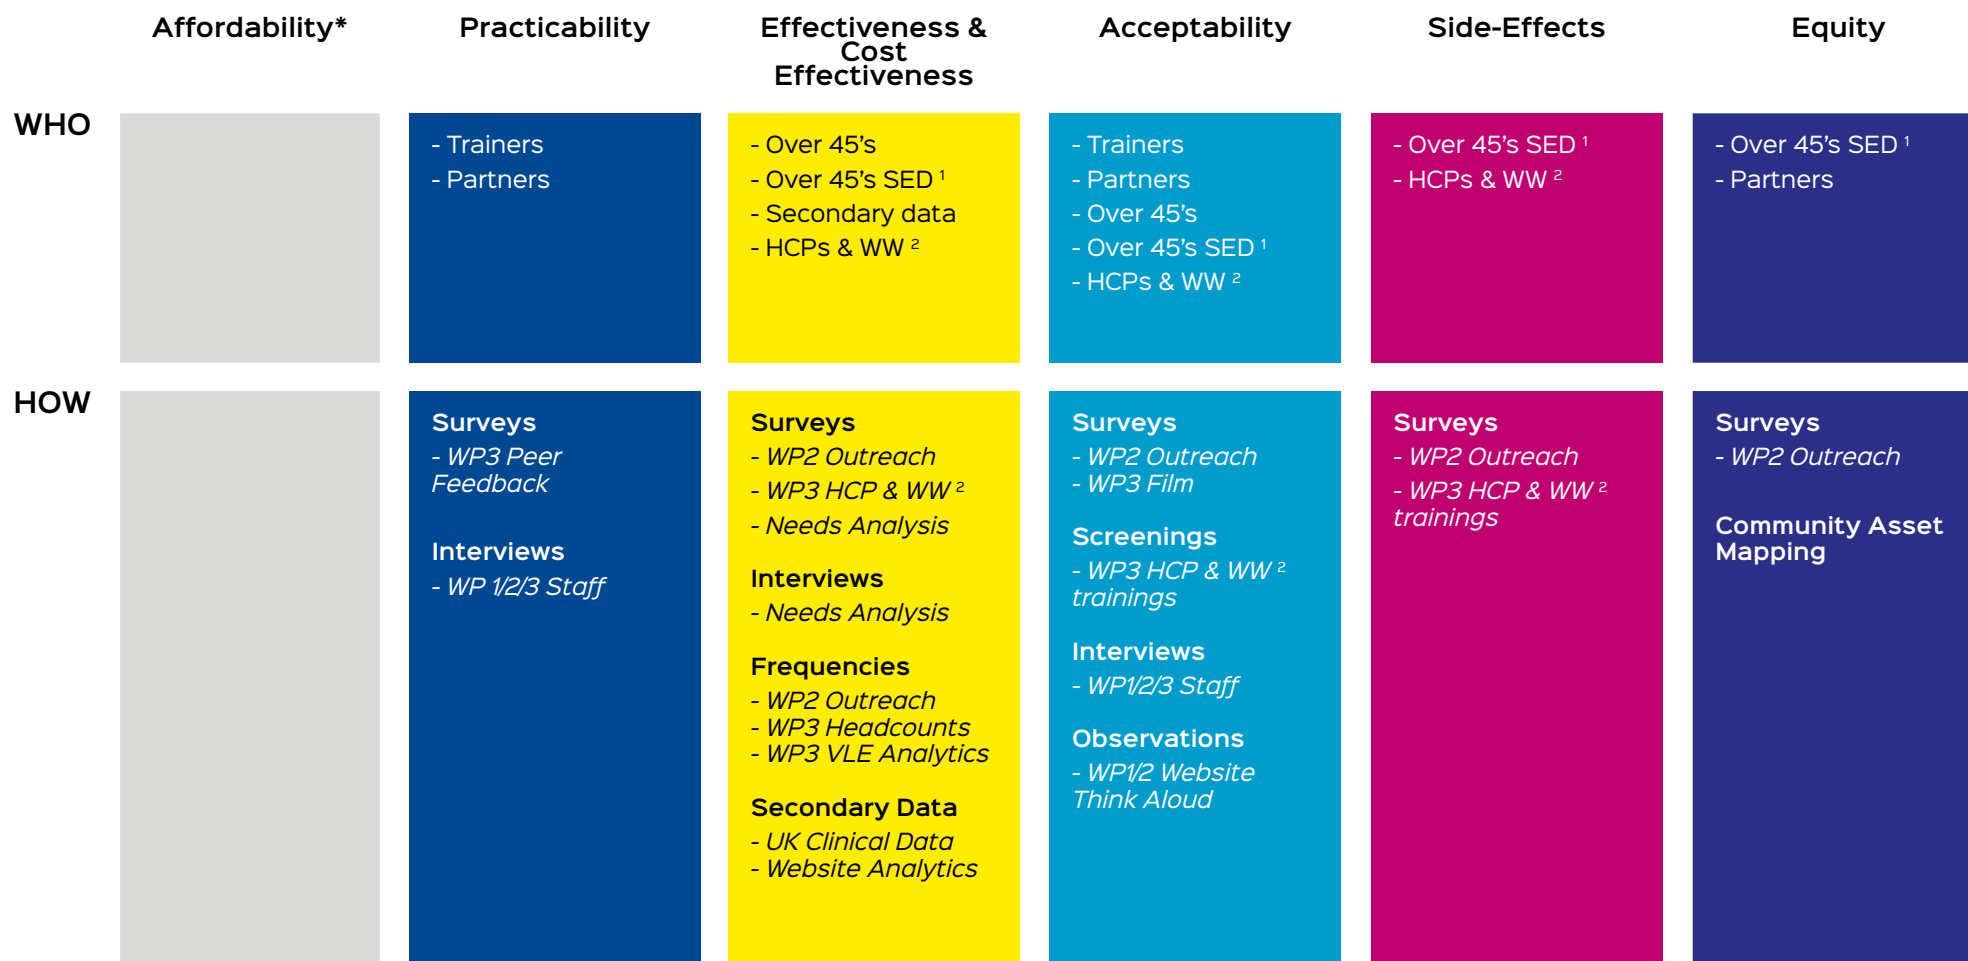 Affordability*
Practicability
Effectiveness &
Cost
Effectiveness
Acceptability
Side-Effects
Equity
WHO
- Trainers
- Partners
- Over 45's
- Over 45's SED ¹
- Secondary data
- HCPs & WW ²
- Trainers
- Partners
- Over 45's
- Over 45's SED ¹
- HCPs & WW ²
- Over 45's SED ¹
- HCPs & WW ²
- Over 45's SED ¹
- Partners
HOW
Surveys
- WP3 Peer
Feedback
Interviews
- WP 1/2/3 Staff
Surveys
- WP2 Outreach
- WP3 HCP & WW ²
- Needs Analysis
Interviews
- Needs Analysis
Frequencies
- WP2 Outreach
- WP3 Headcounts
- WP3 VLE Analytics
Secondary Data
- UK Clinical Data
- Website Analytics
Surveys
- WP2 Outreach
- WP3 Film
Screenings
- WP3 HCP & WW ²
trainings
Interviews
- WP1/2/3 Staff
Observations
- WP1/2 Website
Think Aloud
Surveys
- WP2 Outreach
- WP3 HCP & WW ²
trainings
Surveys
- WP2 Outreach
Community Asset
Mapping